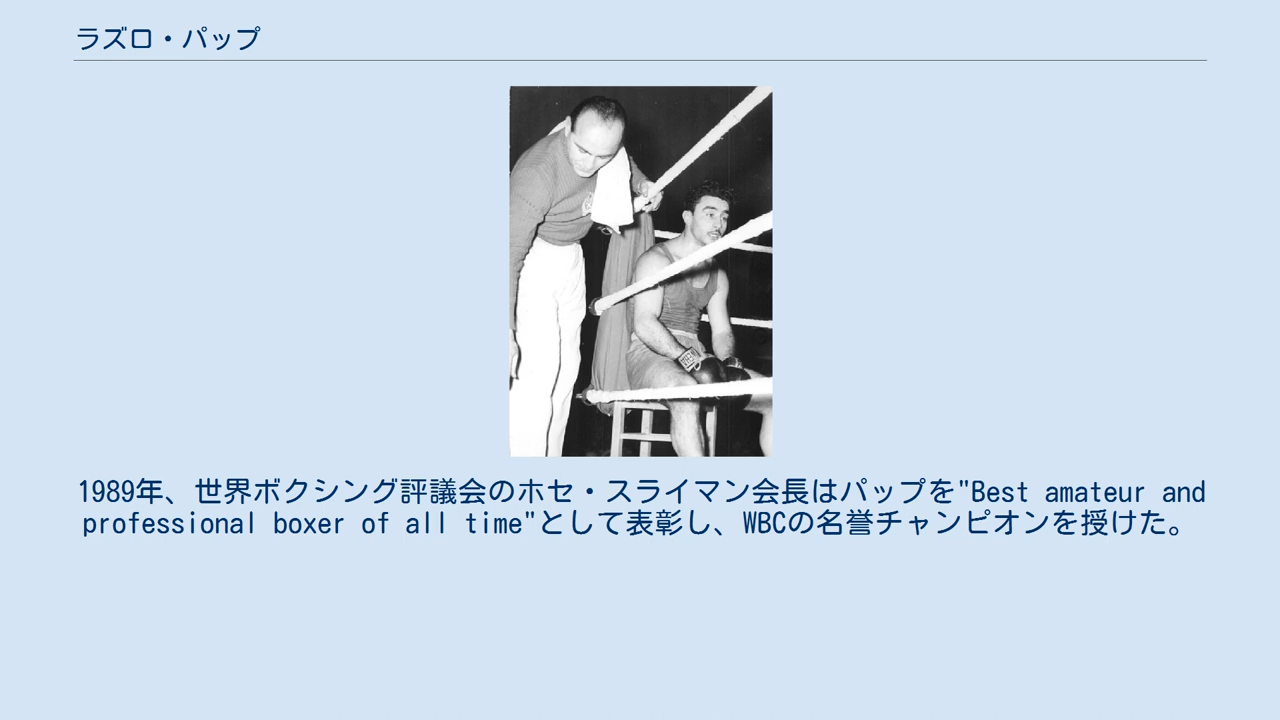 ラズロ・パップ
1989年、世界ボクシング評議会のホセ・スライマン会長はパップを"Best amateur and
professional boxer of all time"として表彰し、WBCの名誉チャンピオンを授けた。